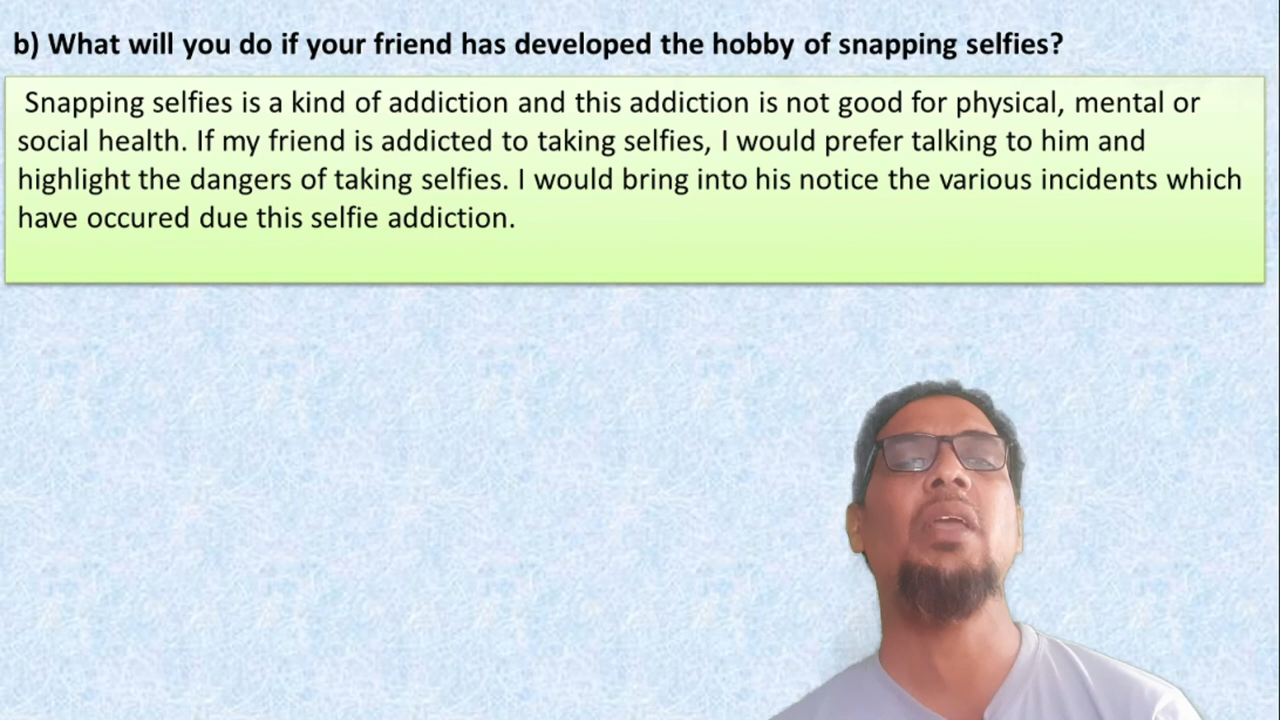 b) What will you do if your friend has developed the hobby of snapping selfies?
Snapping selfies is a kind of addiction and this addiction is not good for physical, mental or
social health. If my friend is addicted to taking selfies, I would prefer talking to him and
highlight the dangers of taking selfies. I would bring into his notice the various incidents which
have occured due this selfie addiction.